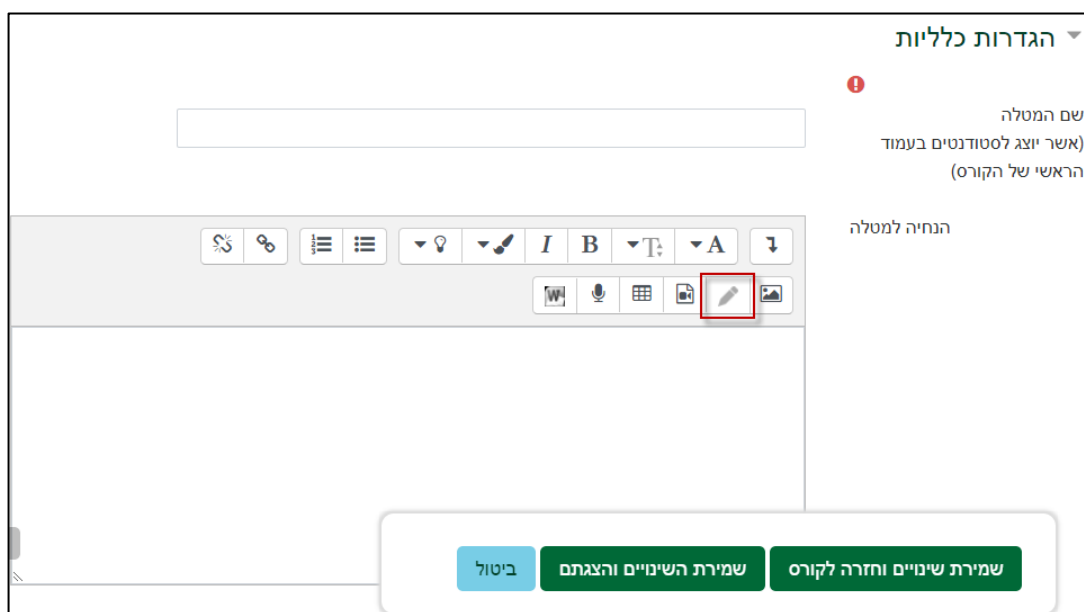 הגדרות כלליות
שם המטלה
(אשר יוצג לסטודנטים בעמוד
הראשי של הקורס)
הנחיה למטלה
A T I B
W
שמירת שינויים וחזרה לקורס
שמירת השינויים והצגתם
ביטול